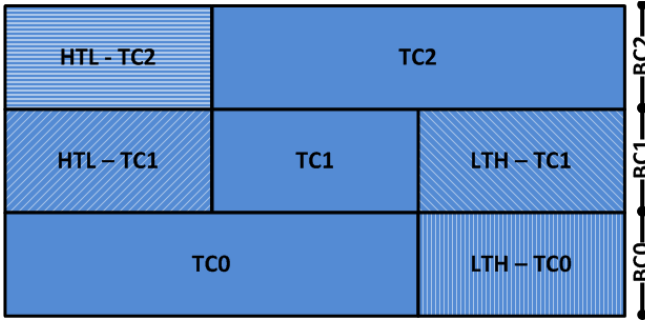 HTL - TC2
TC2
BC2
HTL – TC1
TC1
LTH – TC1
BC1
TC0
LTH – TC0
BC0